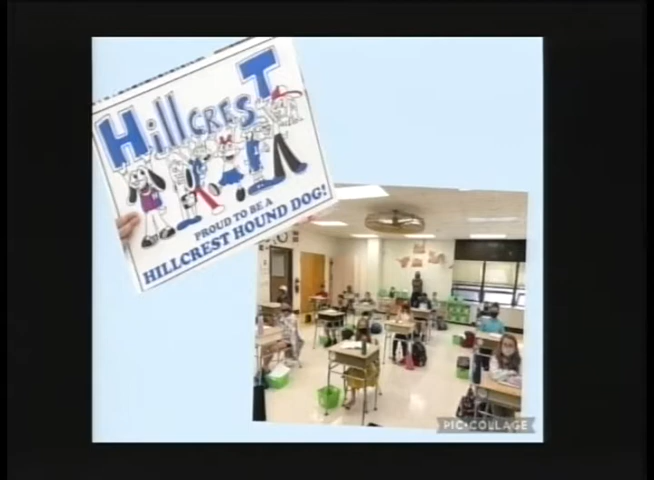 HillCREST
PROUD TO BE A
HILLCREST HOUND DOG!
PIC•COLLAGE